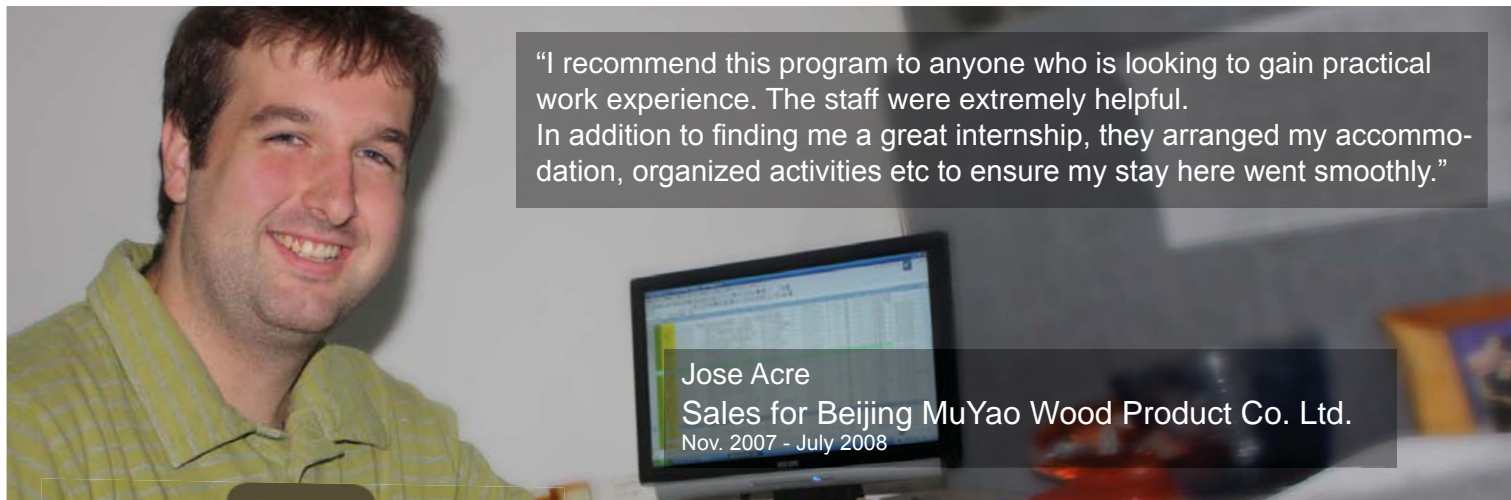 “I recommend this program to anyone who is looking to gain practical
work experience. The staff were extremely helpful.
In addition to finding me a great internship, they arranged my accommo-
dation, organized activities etc to ensure my stay here went smoothly.”
Jose Acre
Sales for Beijing MuYao Wood Product Co. Ltd.
Nov. 2007 - July 2008